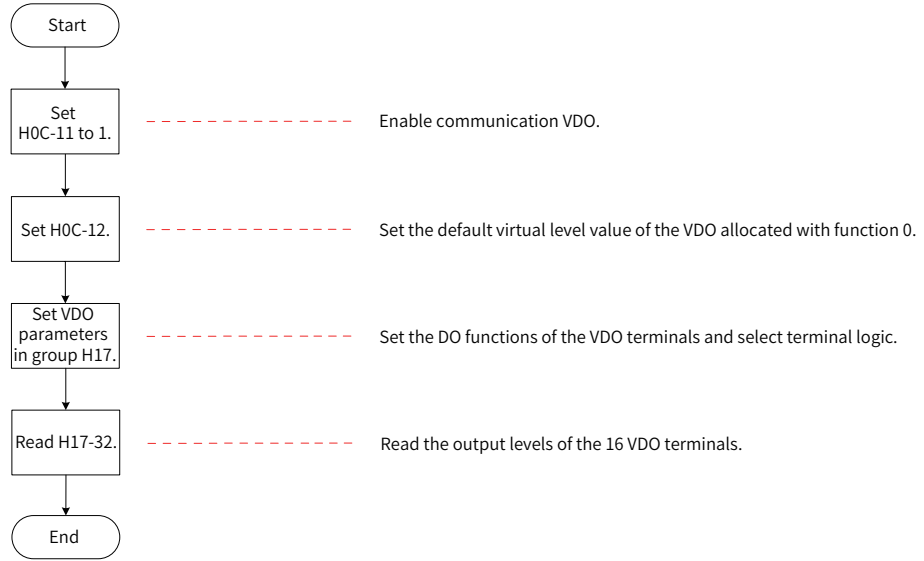 Start
Set
H0C-11 to 1.
Enable communication VDO.
Set H0C-12.
Set the default virtual level value of the VDO allocated with function 0.
Set VDO
parameters
in group H17.
Set the DO functions of the VDO terminals and select terminal logic.
Read H17-32.
Read the output levels of the 16 VDO terminals.
End